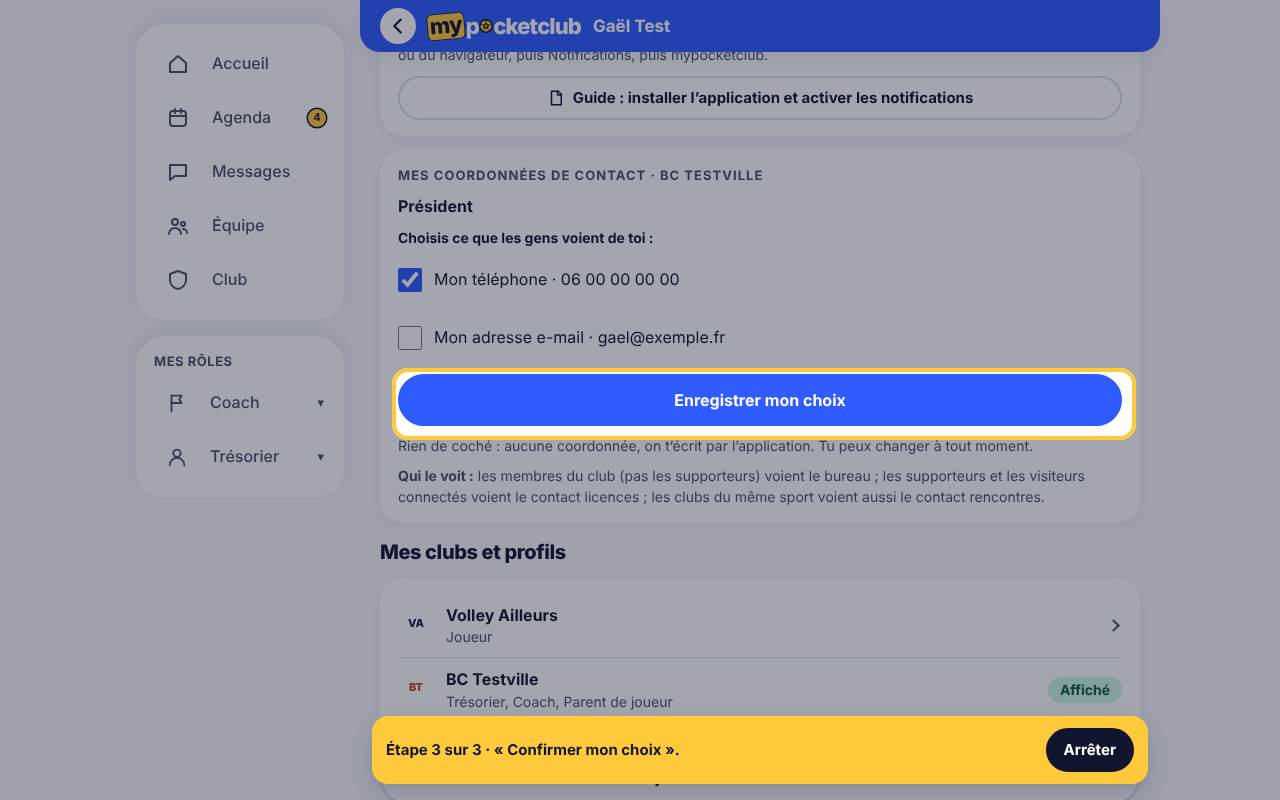 mypocketclub Gaël Test
Accueil
Agenda 4
Messages
Équipe
Club
MES RÔLES
Coach ▾
Trésorier ▾
ou du navigateur, puis Notifications, puis mypocketclub.
Guide : installer l’application et activer les notifications
MES COORDONNÉES DE CONTACT · BC TESTVILLE
Président
Choisis ce que les gens voient de toi :
Mon téléphone · 06 00 00 00 00
Mon adresse e-mail · gael@exemple.fr
Enregistrer mon choix
Rien de coché : aucune coordonnée, on t’écrit par l’application. Tu peux changer à tout moment.
Qui le voit : les membres du club (pas les supporteurs) voient le bureau ; les supporteurs et les visiteurs
connectés voient le contact licences ; les clubs du même sport voient aussi le contact rencontres.
Mes clubs et profils
VA Volley Ailleurs
Joueur
BT BC Testville
Trésorier, Coach, Parent de joueur
Affiché
Étape 3 sur 3 · « Confirmer mon choix ».
Arrêter